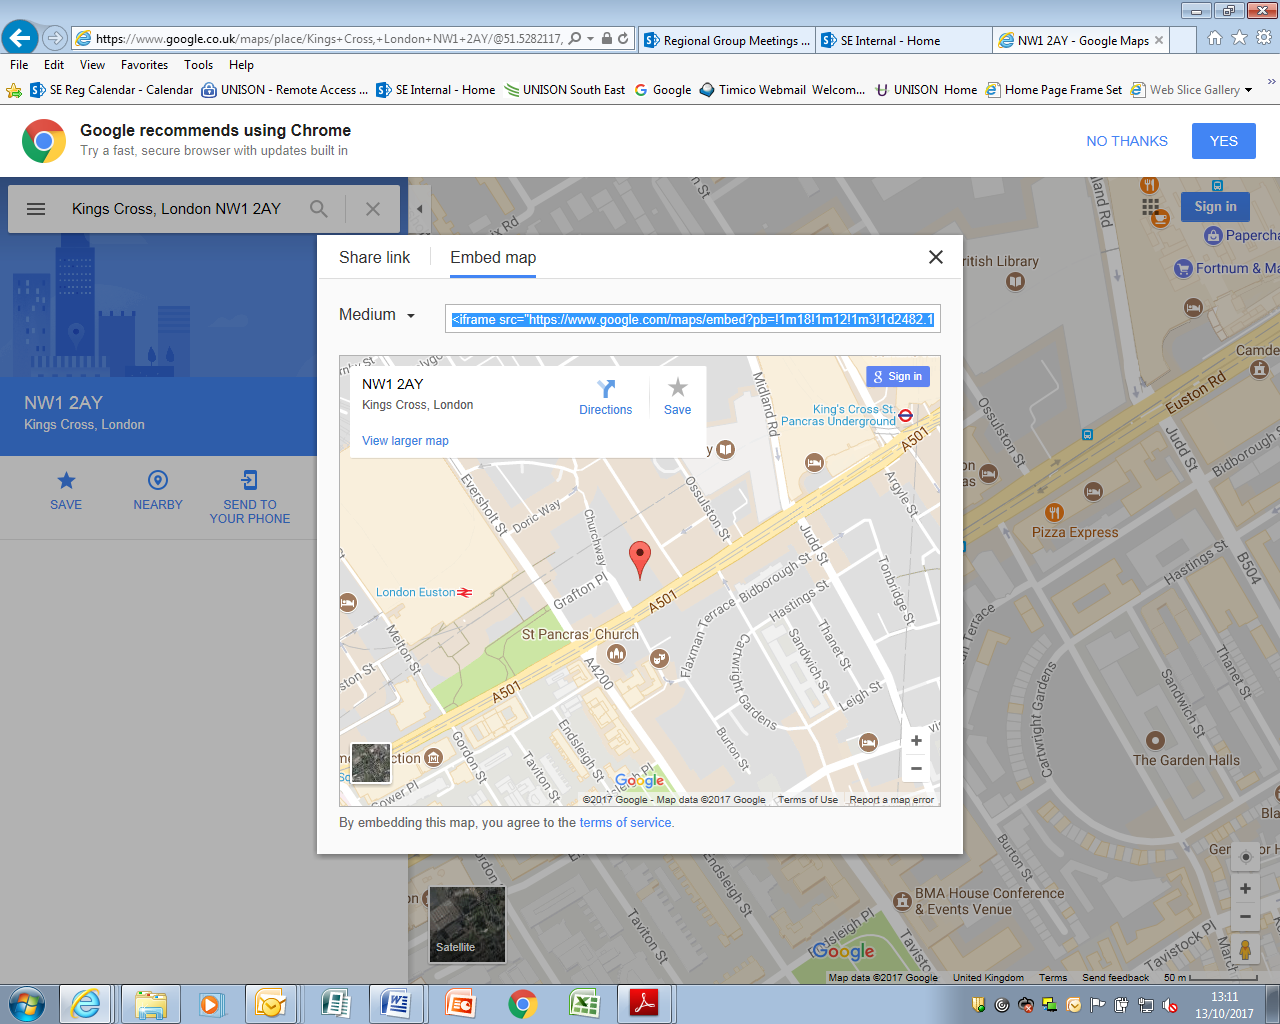 https://www.google.co.uk/maps/place/Kings+Cross,+London+NW1+2AY/@51.5282117,
Regional Group Meetings ...
SE Internal - Home
NW1 2AY - Google Maps
File Edit View Favorites Tools Help
SE Reg Calendar - Calendar
UNISON - Remote Access ...
SE Internal - Home
UNISON South East
Google
Timico Webmail Welcom...
UNISON Home
Home Page Frame Set
Web Slice Gallery
Google recommends using Chrome
Try a fast, secure browser with updates built in
NO THANKS
YES
Kings Cross, London NW1 2AY
Sign in
NW1 2AY
Kings Cross, London
SAVE
NEARBY
SEND TO
YOUR PHONE
Share link
Embed map
Medium
<iframe src="https://www.google.com/maps/embed?pb=!1m18!1m12!1m3!1d2482.1
NW1 2AY
Kings Cross, London
View larger map
Directions
Save
Sign in
Midland Rd
King's Cross St.
Pancras Underground
A501
Eversholt St
Doric Way
Churchway
Ossulston St
Argyle St
Judd St
London Euston
Grafton Pl
A501
Bidborough St
Hastings St
Tonbridge St
St Pancras' Church
Flaxman Terrace
Cartwright Gardens
Sandwich St
Thanet St
Leigh St
Melton St
A4200
A501
Gordon St
Taviton St
Endsleigh St
Burton St
Gower Pl
Google
©2017 Google - Map data ©2017 Google
Terms of Use
Report a map error
By embedding this map, you agree to the terms of service.
Midland Rd
Papercha
ritish Library
Fortnum & Ma
Camde
Euston Rd
Ossulston St
Judd St
Bidborough St
Pizza Express
Hastings St
B504
Cartwright Gardens
Sandwich St
Thanet St
The Garden Halls
Burton St
BMA House Conference
& Events Venue
Endsleigh St
Endsleigh Pl
Tavistock Pl
Satellite
Google
Map data ©2017 Google
United Kingdom
Terms
Send feedback
50 m
13:11
13/10/2017